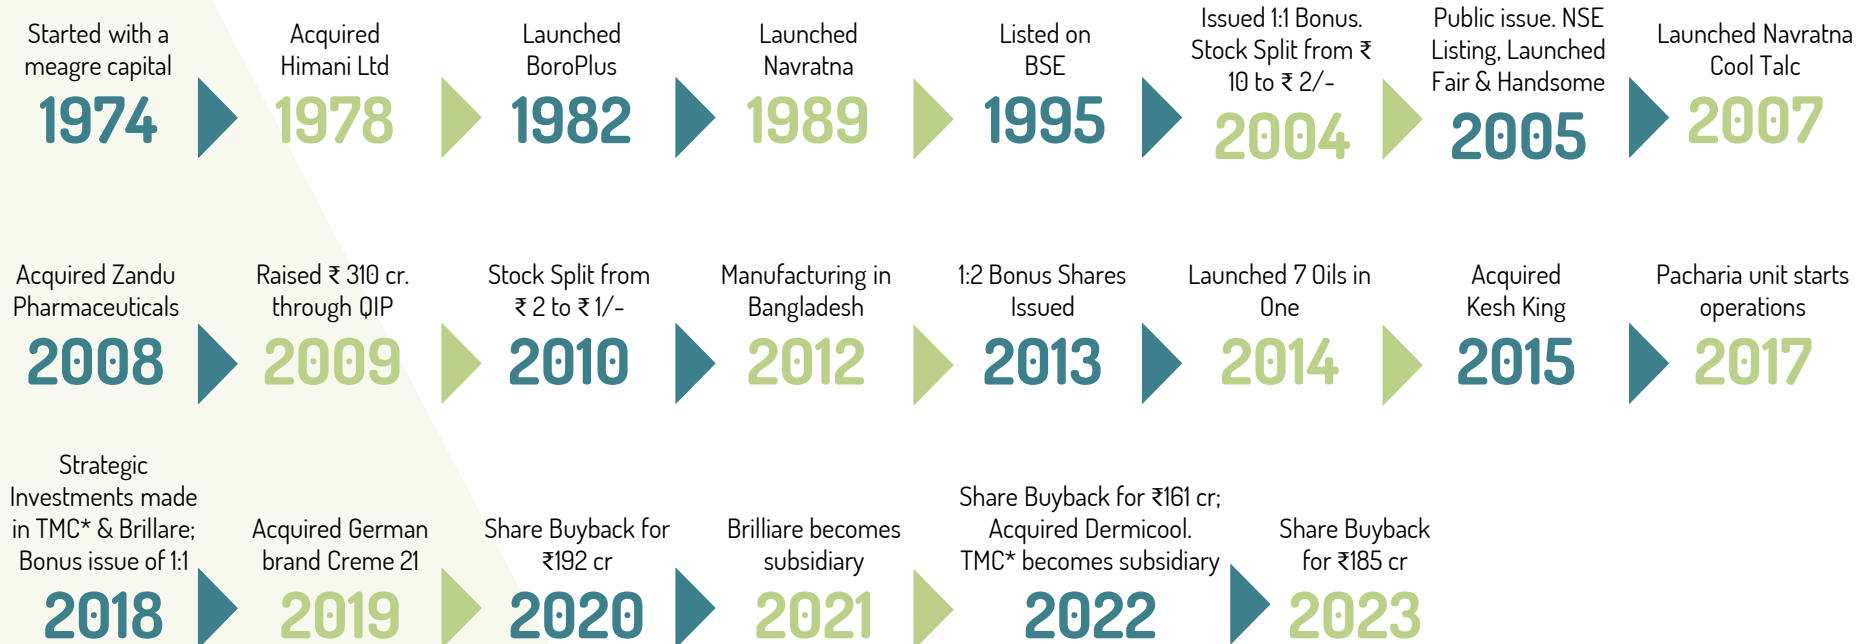 Started with a
meagre capital
1974
Acquired
Himani Ltd
1978
Launched
BoroPlus
1982
Launched
Navratna
1989
Listed on
BSE
1995
Issued 1:1 Bonus.
Stock Split from ₹
10 to ₹ 2/-
2004
Public issue. NSE
Listing, Launched
Fair & Handsome
2005
Launched Navratna
Cool Talc
2007
Acquired Zandu
Pharmaceuticals
2008
Raised ₹ 310 cr.
through QIP
2009
Stock Split from
₹ 2 to ₹ 1/-
2010
Manufacturing in
Bangladesh
2012
1:2 Bonus Shares
Issued
2013
Launched 7 Oils in
One
2014
Acquired
Kesh King
2015
Pacharia unit starts
operations
2017
Strategic
Investments made
in TMC* & Brillare;
Bonus issue of 1:1
2018
Acquired German
brand Creme 21
2019
Share Buyback for
₹192 cr
2020
Brilliare becomes
subsidiary
2021
Share Buyback for ₹161 cr;
Acquired Dermicool.
TMC* becomes subsidiary
2022
Share Buyback
for ₹185 cr
2023